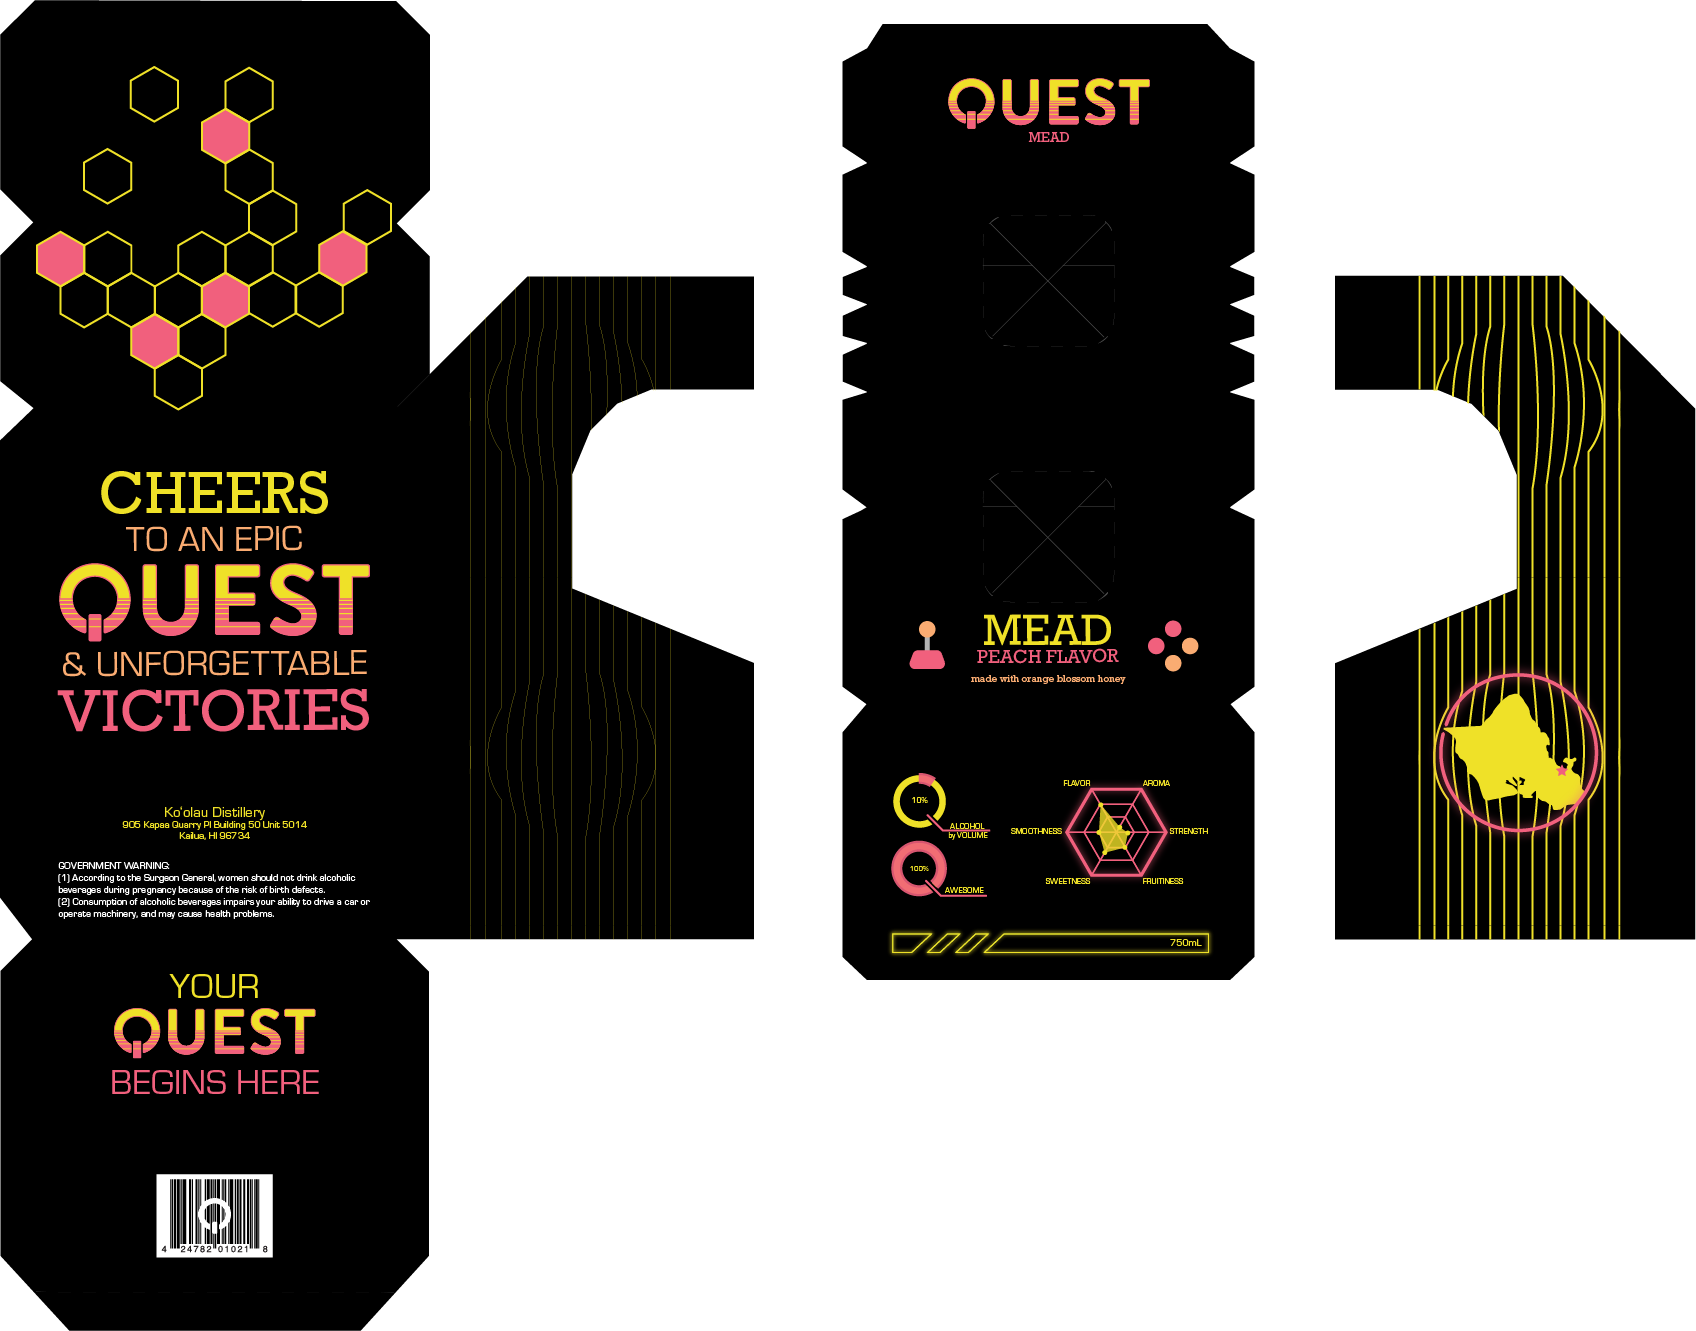 CHEERS
TO AN EPIC
QUEST
& UNFORGETTABLE
VICTORIES
Ko'olau Distillery
905 Kapaa Quarry Pl Building 50 Unit 5014
Kailua, HI 96734
GOVERNMENT WARNING:
(1) According to the Surgeon General, women should not drink alcoholic
beverages during pregnancy because of the risk of birth defects.
(2) Consumption of alcoholic beverages impairs your ability to drive a car or
operate machinery, and may cause health problems.
YOUR
QUEST
BEGINS HERE
4 24782 01021 8
QUEST
MEAD
MEAD
PEACH FLAVOR
made with orange blossom honey
10%
ALCOHOL
by VOLUME
100%
AWESOME
FLAVOR
AROMA
SMOOTHNESS
STRENGTH
SWEETNESS
FRUITINESS
750mL